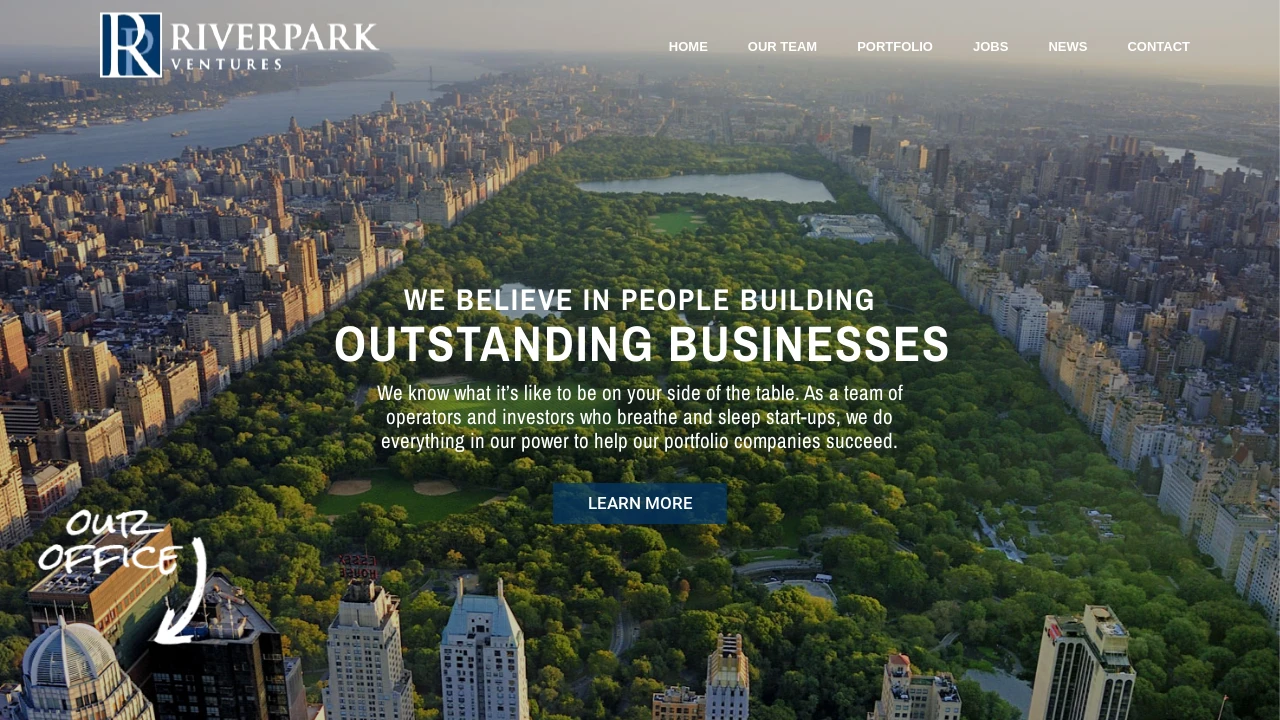 RIVERPARK
VENTURES
HOME OUR TEAM PORTFOLIO JOBS NEWS CONTACT
WE BELIEVE IN PEOPLE BUILDING
OUTSTANDING BUSINESSES
We know what it’s like to be on your side of the table. As a team of
operators and investors who breathe and sleep start-ups, we do
everything in our power to help our portfolio companies succeed.
LEARN MORE
OUR
OFFICE